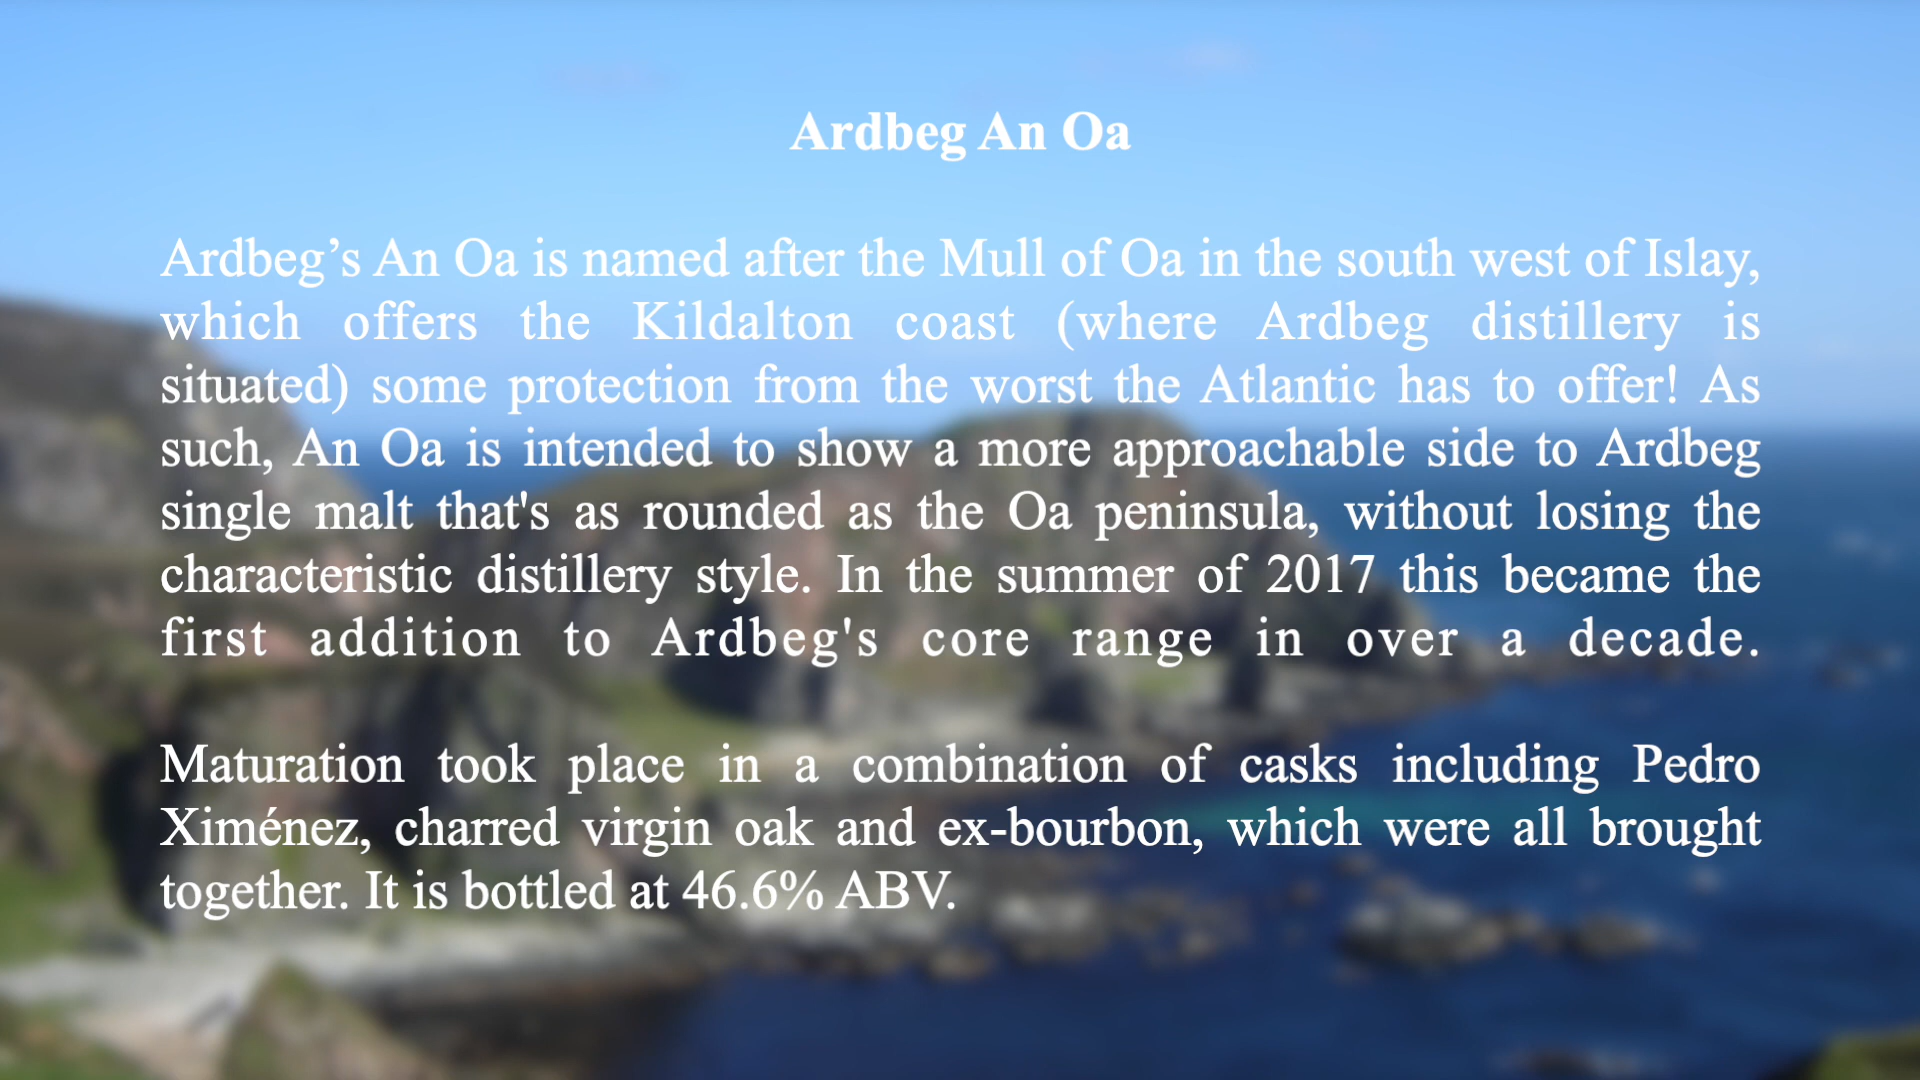 Ardbeg An Oa
Ardbeg’s An Oa is named after the Mull of Oa in the south west of Islay,
which offers the Kildalton coast (where Ardbeg distillery is
situated) some protection from the worst the Atlantic has to offer! As
such, An Oa is intended to show a more approachable side to Ardbeg
single malt that's as rounded as the Oa peninsula, without losing the
characteristic distillery style. In the summer of 2017 this became the
first addition to Ardbeg's core range in over a decade.
Maturation took place in a combination of casks including Pedro
Ximénez, charred virgin oak and ex-bourbon, which were all brought
together. It is bottled at 46.6% ABV.